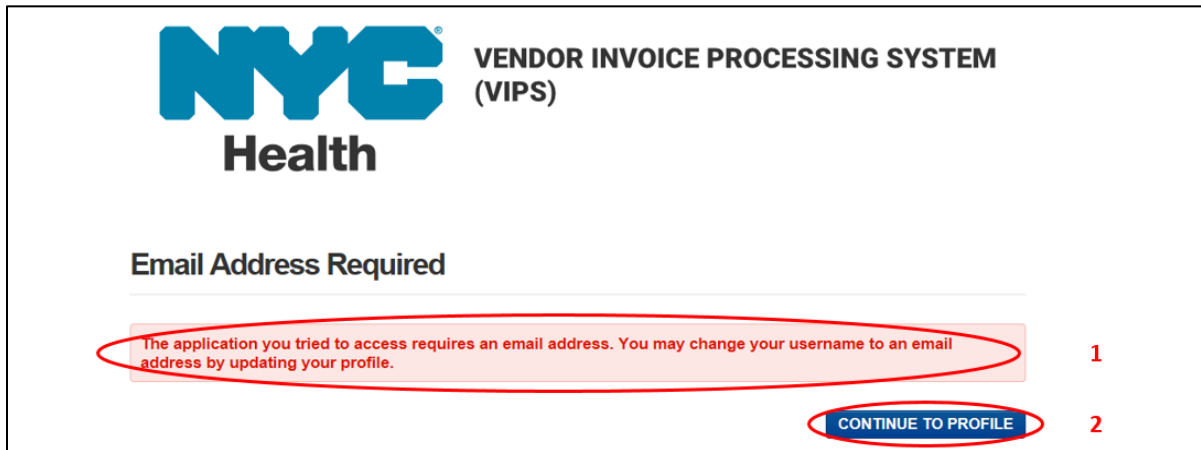 NYC®
VENDOR INVOICE PROCESSING SYSTEM
(VIPS)
Health
Email Address Required
The application you tried to access requires an email address. You may change your username to an email
address by updating your profile.
1
CONTINUE TO PROFILE
2